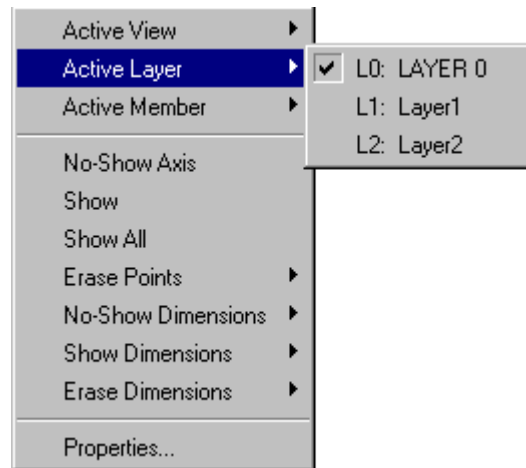 Active View
Active Layer
L0: LAYER 0
Active Member
L1: Layer1
L2: Layer2
No-Show Axis
Show
Show All
Erase Points
No-Show Dimensions
Show Dimensions
Erase Dimensions
Properties...